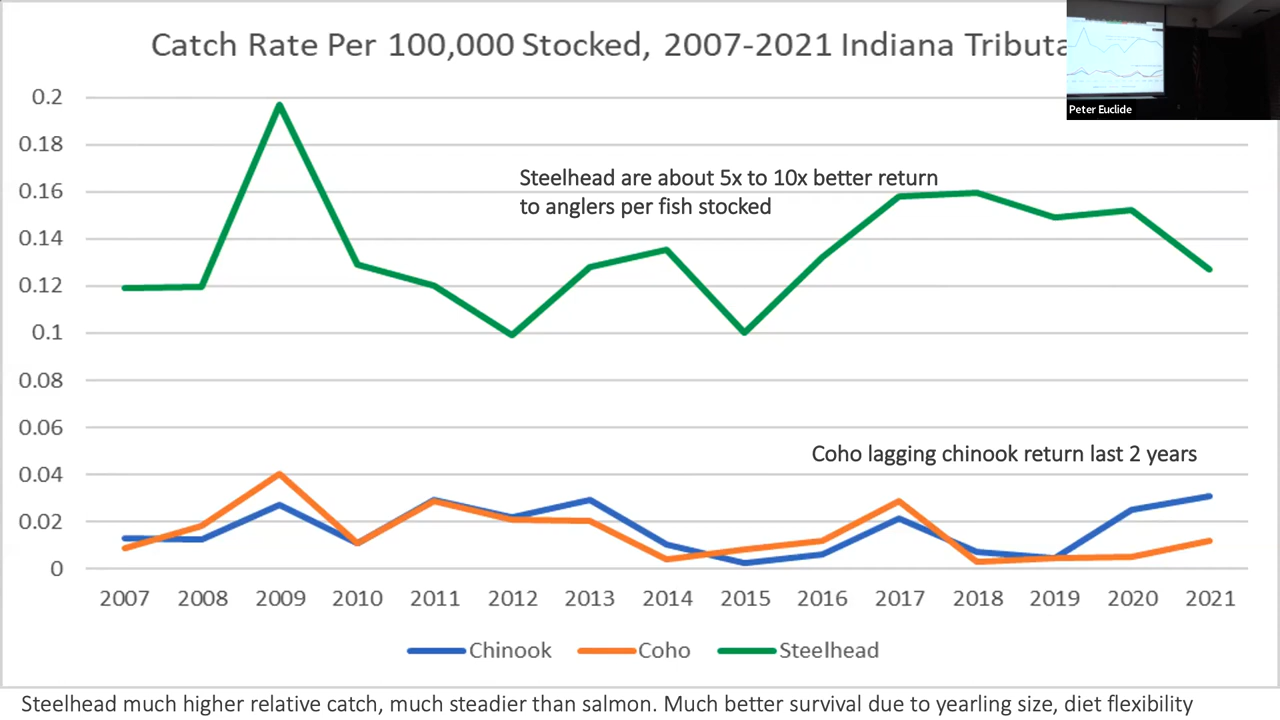 Catch Rate Per 100,000 Stocked, 2007-2021 Indiana
Peter Euclide
0.2
0.18
0.16
0.14
0.12
0.1
0.08
0.06
0.04
0.02
0
Steelhead are about 5x to 10x better return
to anglers per fish stocked
Coho lagging chinook return last 2 years
2007 2008 2009 2010 2011 2012 2013 2014 2015 2016 2017 2018 2019 2020 2021
Chinook Coho Steelhead
Steelhead much higher relative catch, much steadier than salmon. Much better survival due to yearling size, diet flexibility